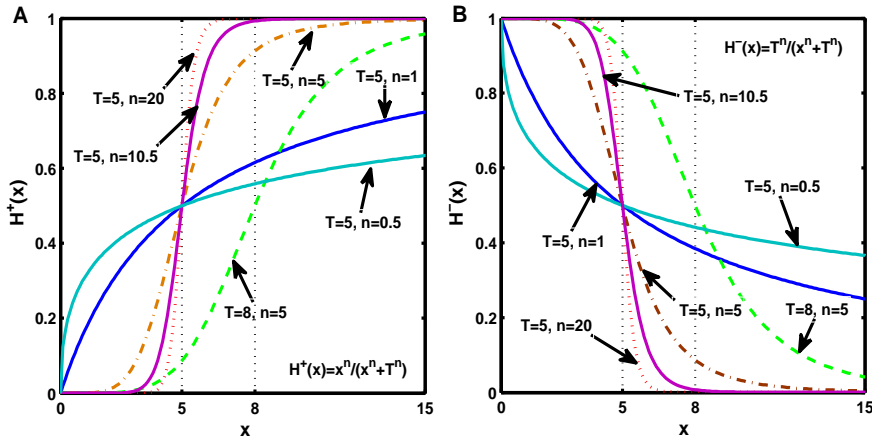 A
H⁺(x)
1
0.8
0.6
0.4
0.2
0
T=5, n=20
T=5, n=5
T=5, n=1
T=5, n=10.5
T=5, n=0.5
T=8, n=5
H⁺(x)=xⁿ/(xⁿ+Tⁿ)
0
5
8
15
x
B
H⁻(x)
1
0.8
0.6
0.4
0.2
0
H⁻(x)=Tⁿ/(xⁿ+Tⁿ)
T=5, n=10.5
T=5, n=0.5
T=5, n=1
T=5, n=5
T=8, n=5
T=5, n=20
0
5
8
15
x